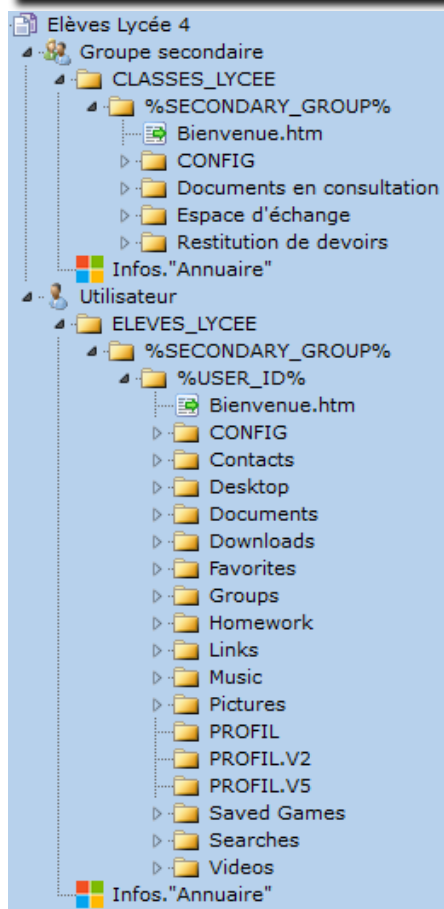 Elèves Lycée 4
Groupe secondaire
CLASSES_LYCEE
%SECONDARY_GROUP%
Bienvenue.htm
CONFIG
Documents en consultation
Espace d'échange
Restitution de devoirs
Infos."Annuaire"
Utilisateur
ELEVES_LYCEE
%SECONDARY_GROUP%
%USER_ID%
Bienvenue.htm
CONFIG
Contacts
Desktop
Documents
Downloads
Favorites
Groups
Homework
Links
Music
Pictures
PROFIL
PROFIL.V2
PROFIL.V5
Saved Games
Searches
Videos
Infos."Annuaire"